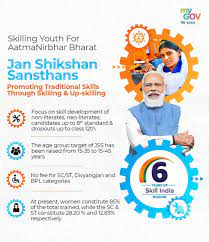 my
GOV
मेरी सरकार
Skilling Youth For
AatmaNirbhar Bharat
Jan Shikshan
Sansthans
Promoting Traditional Skills
Through Skilling & Up-skilling
Focus on skill development of
non-literates, neo-literates,
candidates up to 8th standard &
dropouts up to class 12th
The age group target of JSS has
been raised from 15-35 to 15-45
years
No fee for SC/ST, Divyangjan and
BPL categories
At present, women constitute 85%
of the total trained, while the SC &
ST constitute 28.20 % and 12.83%
respectively
6
YEARS OF
Skill India
MISSION